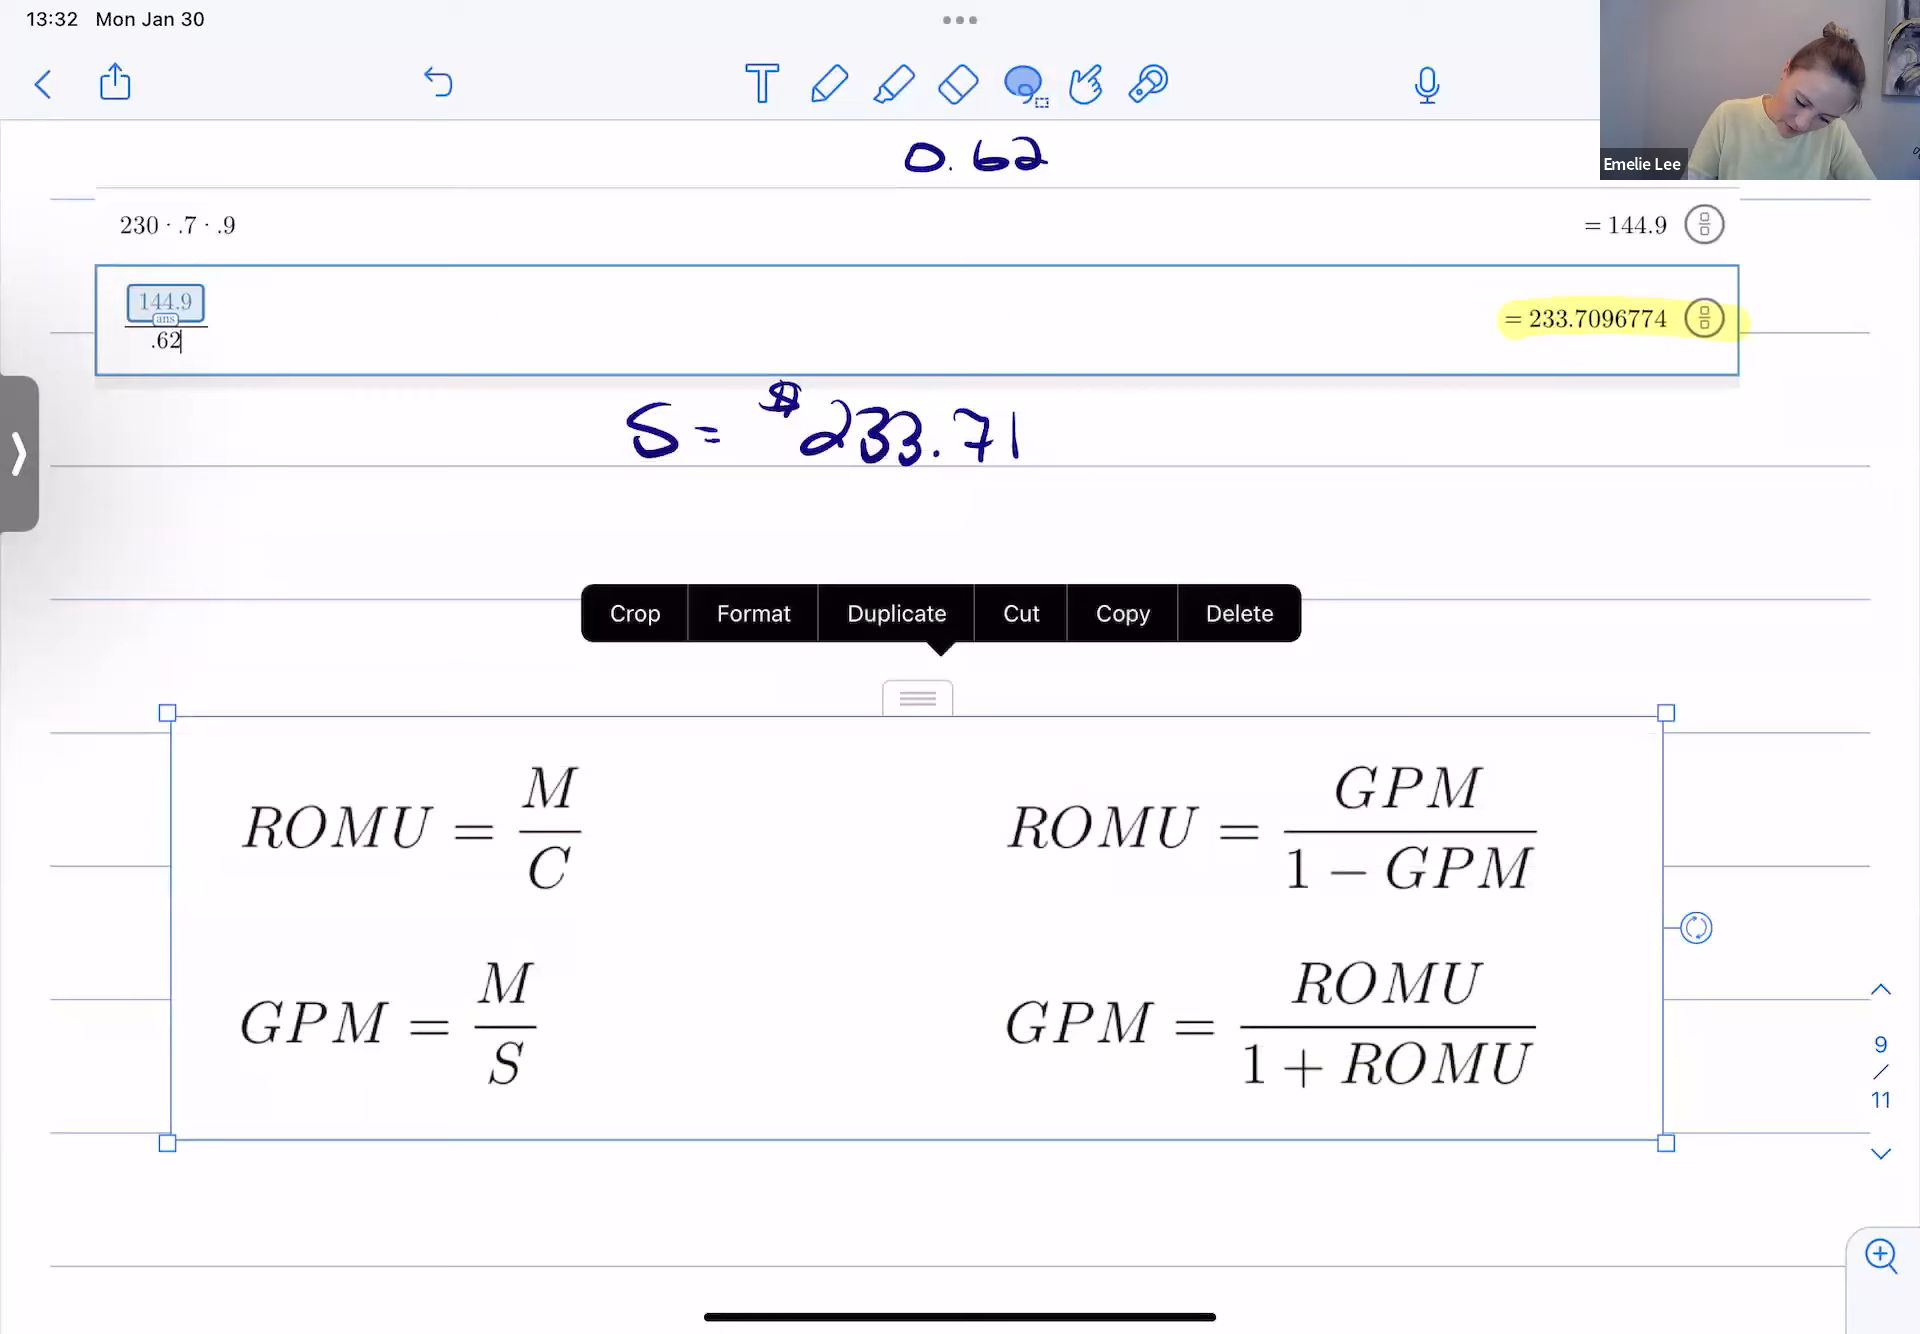 13:32 Mon Jan 30
T
Emelie Lee
0.62
230 · .7 · .9 = 144.9
144.9
ans
.62
= 233.7096774
S = $233.71
Crop Format Duplicate Cut Copy Delete
ROMU = M/C
ROMU = GPM/(1 − GPM)
GPM = M/S
GPM = ROMU/(1 + ROMU)
9
/
11